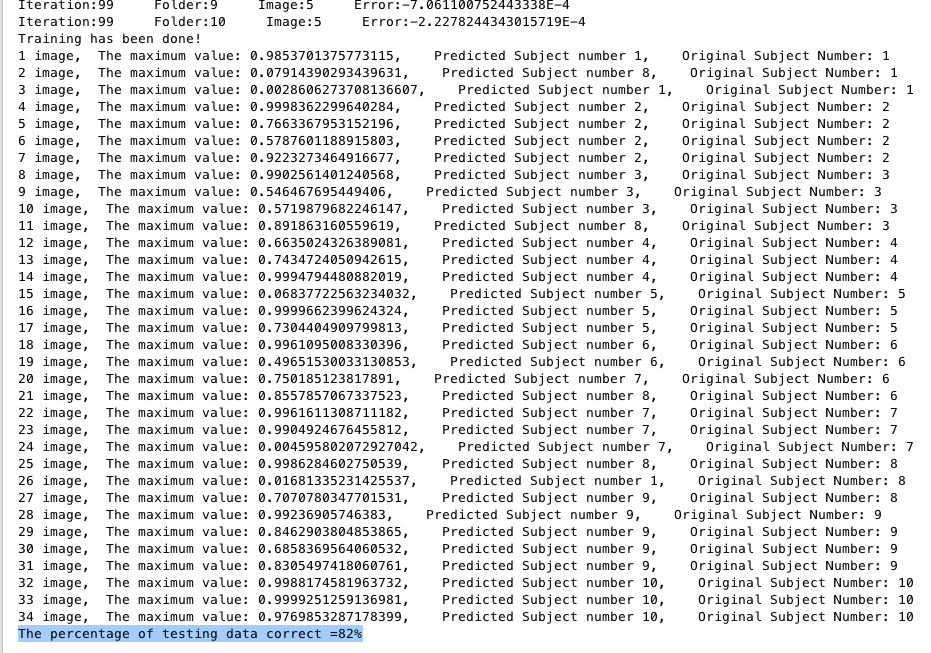 Iteration:99     Folder:9     Image:5     Error:-7.061100752443338E-4
Iteration:99     Folder:10     Image:5     Error:-2.2278244343015719E-4
Training has been done!
1 image,  The maximum value: 0.9853701375773115,    Predicted Subject number 1,    Original Subject Number: 1
2 image,  The maximum value: 0.07914390293439631,    Predicted Subject number 8,    Original Subject Number: 1
3 image,  The maximum value: 0.0028606273708136607,    Predicted Subject number 1,    Original Subject Number: 1
4 image,  The maximum value: 0.9998362299640284,    Predicted Subject number 2,    Original Subject Number: 2
5 image,  The maximum value: 0.7663367953152196,    Predicted Subject number 2,    Original Subject Number: 2
6 image,  The maximum value: 0.5787601188915803,    Predicted Subject number 2,    Original Subject Number: 2
7 image,  The maximum value: 0.9223273464916677,    Predicted Subject number 2,    Original Subject Number: 2
8 image,  The maximum value: 0.9902561401240568,    Predicted Subject number 3,    Original Subject Number: 3
9 image,  The maximum value: 0.546467695449406,    Predicted Subject number 3,    Original Subject Number: 3
10 image,  The maximum value: 0.5719879682246147,    Predicted Subject number 3,    Original Subject Number: 3
11 image,  The maximum value: 0.891863160559619,    Predicted Subject number 8,    Original Subject Number: 3
12 image,  The maximum value: 0.6635024326389081,    Predicted Subject number 4,    Original Subject Number: 4
13 image,  The maximum value: 0.7434724050942615,    Predicted Subject number 4,    Original Subject Number: 4
14 image,  The maximum value: 0.9994794480882019,    Predicted Subject number 4,    Original Subject Number: 4
15 image,  The maximum value: 0.06837722563234032,    Predicted Subject number 5,    Original Subject Number: 5
16 image,  The maximum value: 0.9999662399624324,    Predicted Subject number 5,    Original Subject Number: 5
17 image,  The maximum value: 0.7304404909799813,    Predicted Subject number 5,    Original Subject Number: 5
18 image,  The maximum value: 0.9961095008330396,    Predicted Subject number 6,    Original Subject Number: 6
19 image,  The maximum value: 0.49651530033130853,    Predicted Subject number 6,    Original Subject Number: 6
20 image,  The maximum value: 0.750185123817891,    Predicted Subject number 7,    Original Subject Number: 6
21 image,  The maximum value: 0.8557857067337523,    Predicted Subject number 8,    Original Subject Number: 6
22 image,  The maximum value: 0.9961611308711182,    Predicted Subject number 7,    Original Subject Number: 7
23 image,  The maximum value: 0.9904924676455812,    Predicted Subject number 7,    Original Subject Number: 7
24 image,  The maximum value: 0.004595802072927042,    Predicted Subject number 7,    Original Subject Number: 7
25 image,  The maximum value: 0.9986284602750539,    Predicted Subject number 8,    Original Subject Number: 8
26 image,  The maximum value: 0.01681335231425537,    Predicted Subject number 1,    Original Subject Number: 8
27 image,  The maximum value: 0.7070780347701531,    Predicted Subject number 9,    Original Subject Number: 8
28 image,  The maximum value: 0.99236905746383,    Predicted Subject number 9,    Original Subject Number: 9
29 image,  The maximum value: 0.8462903804853865,    Predicted Subject number 9,    Original Subject Number: 9
30 image,  The maximum value: 0.6858369564060532,    Predicted Subject number 9,    Original Subject Number: 9
31 image,  The maximum value: 0.8305497418060761,    Predicted Subject number 9,    Original Subject Number: 9
32 image,  The maximum value: 0.9988174581963732,    Predicted Subject number 10,    Original Subject Number: 10
33 image,  The maximum value: 0.9999251259136981,    Predicted Subject number 10,    Original Subject Number: 10
34 image,  The maximum value: 0.9769853287178399,    Predicted Subject number 10,    Original Subject Number: 10
The percentage of testing data correct =82%